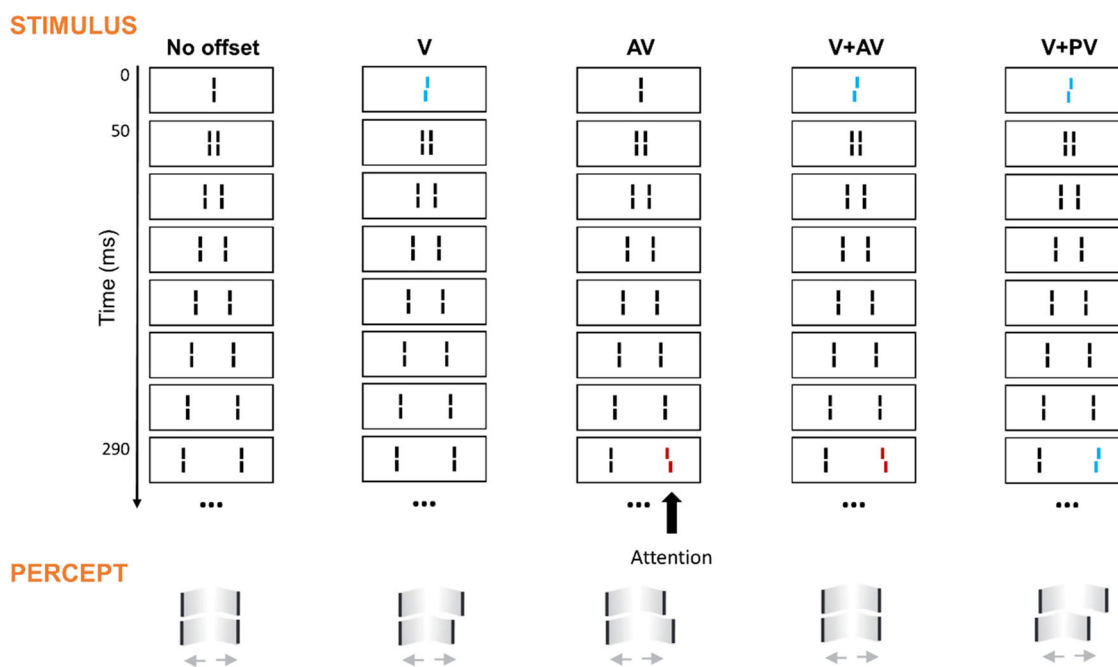 STIMULUS
No offset V AV V+AV V+PV
0
50
Time (ms)
290
... ... ... ... ...
Attention
PERCEPT